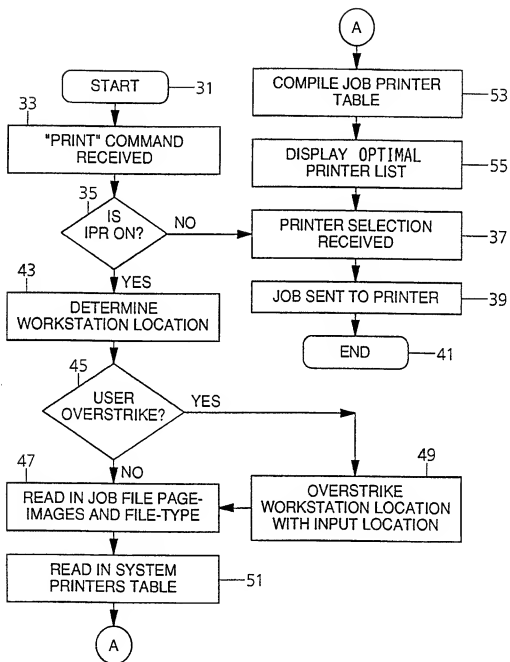 START
31
33
"PRINT" COMMAND
RECEIVED
35
IS
IPR ON?
NO
YES
43
DETERMINE
WORKSTATION LOCATION
45
USER
OVERSTRIKE?
YES
NO
47
READ IN JOB FILE PAGE-
IMAGES AND FILE-TYPE
49
OVERSTRIKE
WORKSTATION LOCATION
WITH INPUT LOCATION
READ IN SYSTEM
PRINTERS TABLE
51
A
A
COMPILE JOB PRINTER
TABLE
53
DISPLAY OPTIMAL
PRINTER LIST
55
PRINTER SELECTION
RECEIVED
37
JOB SENT TO PRINTER
39
END
41